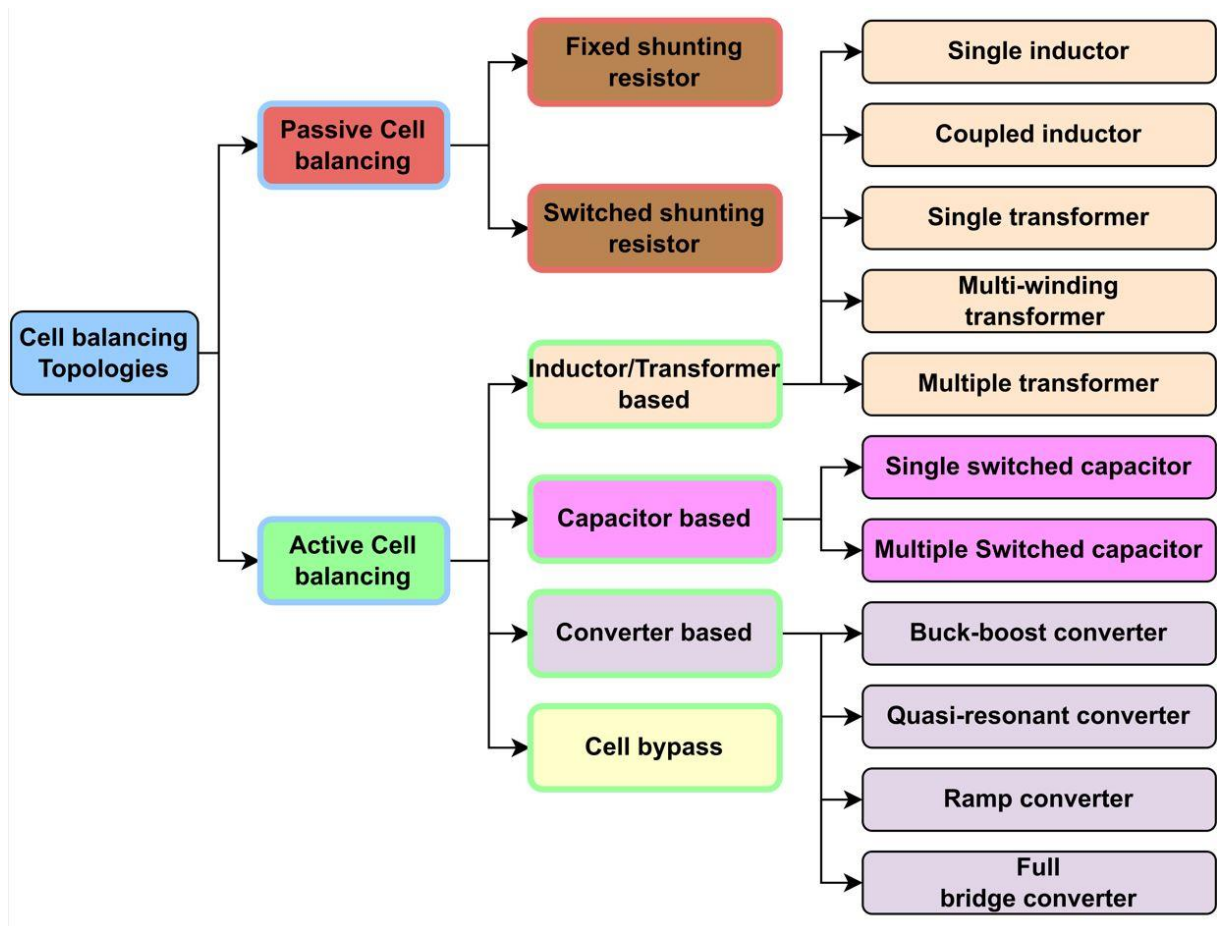 Cell balancing
Topologies
Passive Cell
balancing
Fixed shunting
resistor
Switched shunting
resistor
Active Cell
balancing
Inductor/Transformer
based
Single inductor
Coupled inductor
Single transformer
Multi-winding
transformer
Multiple transformer
Capacitor based
Single switched capacitor
Multiple Switched capacitor
Converter based
Buck-boost converter
Quasi-resonant converter
Ramp converter
Full
bridge converter
Cell bypass